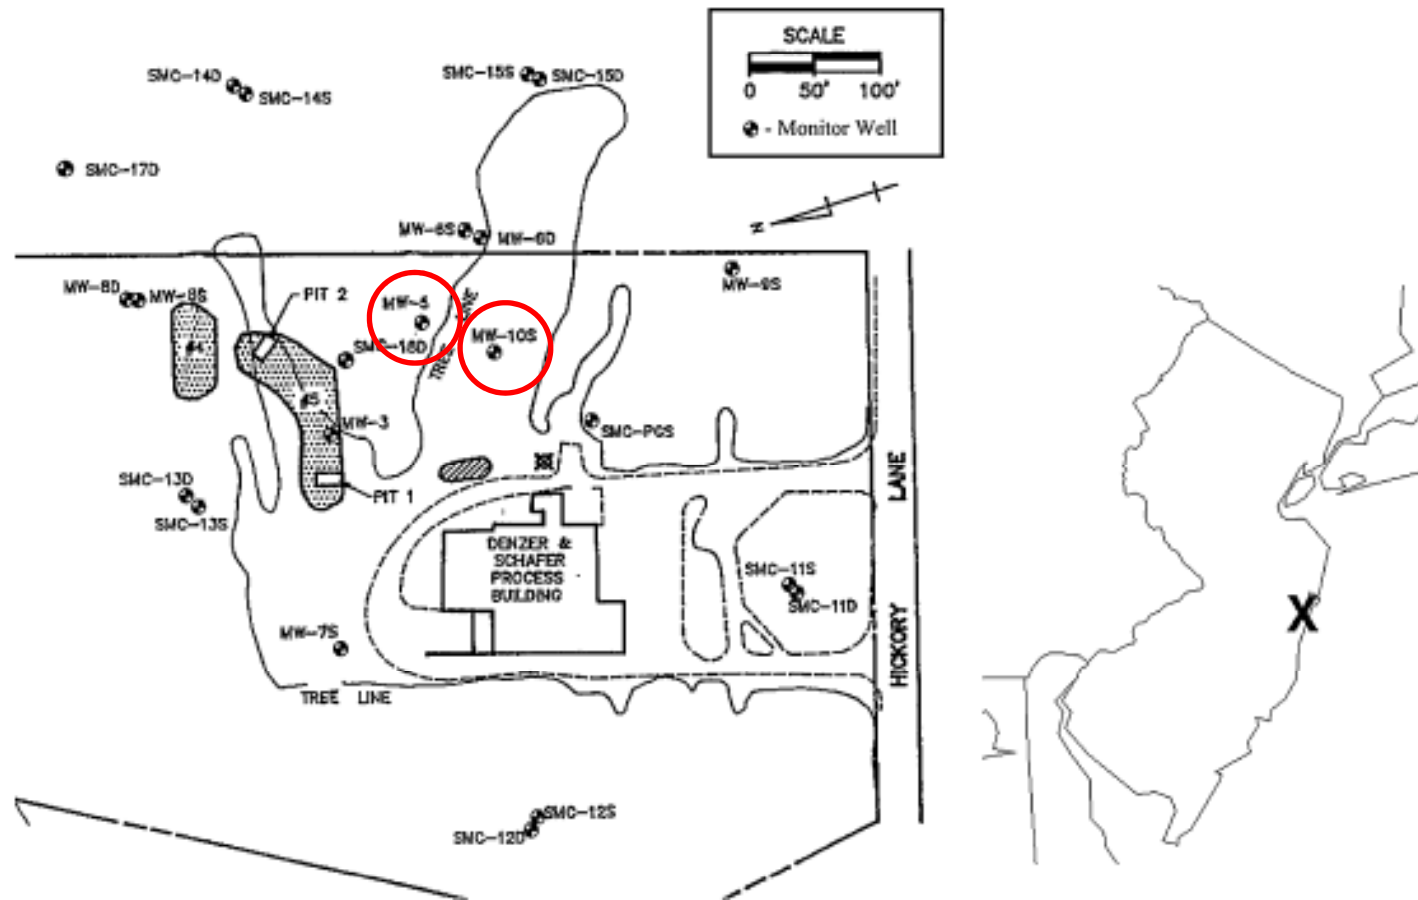 SCALE
0 50' 100'
- Monitor Well
SMC-14D
SMC-14S
SMC-15S
SMC-15D
SMC-17D
N
MW-6S
MW-6D
MW-8D
MW-8S
PIT 2
MW-5
TREE LINE
MW-10S
MW-9S
#4
SMC-18D
#5
MW-3
SMC-PGS
SMC-13D
SMC-13S
PIT 1
DENZER &
SCHAFER
PROCESS
BUILDING
SMC-11S
SMC-11D
HICKORY LANE
MW-7S
TREE LINE
SMC-12S
SMC-12D
X